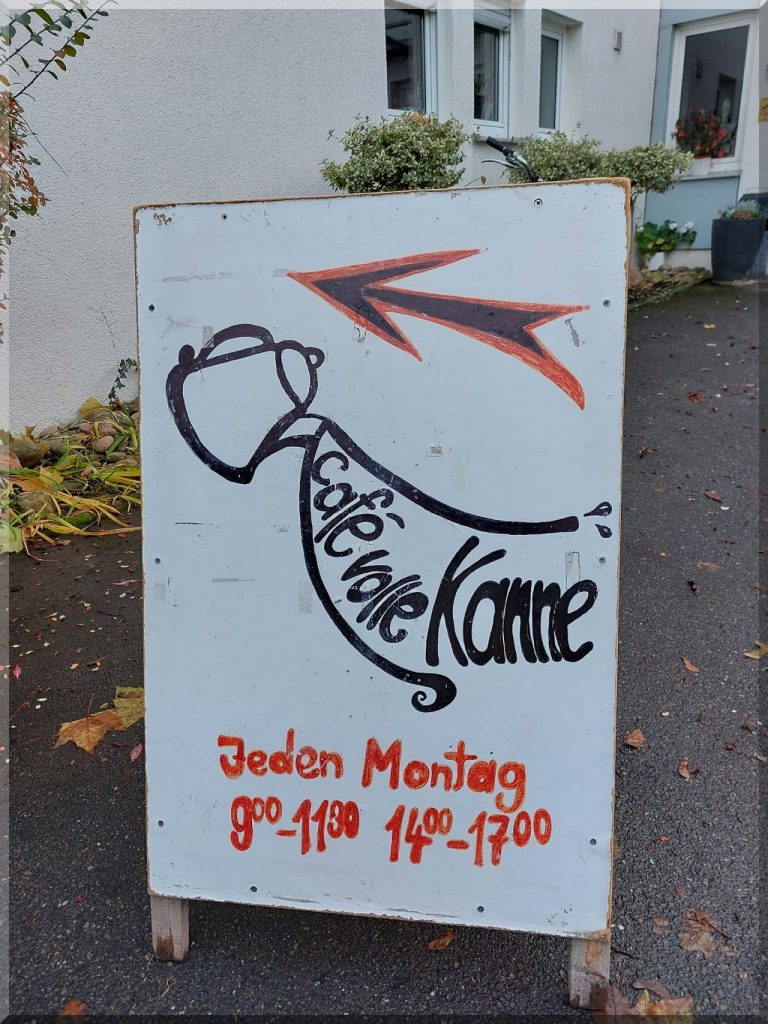 café volle
Kanne
Jeden Montag
900-1130 1400-1700